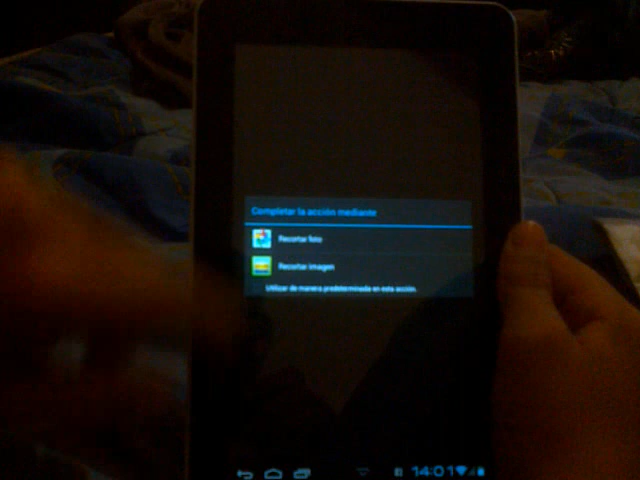 Completar la acción mediante
Recortar foto
Recortar imagen
Utilizar de manera predeterminada en esta acción.
14:01